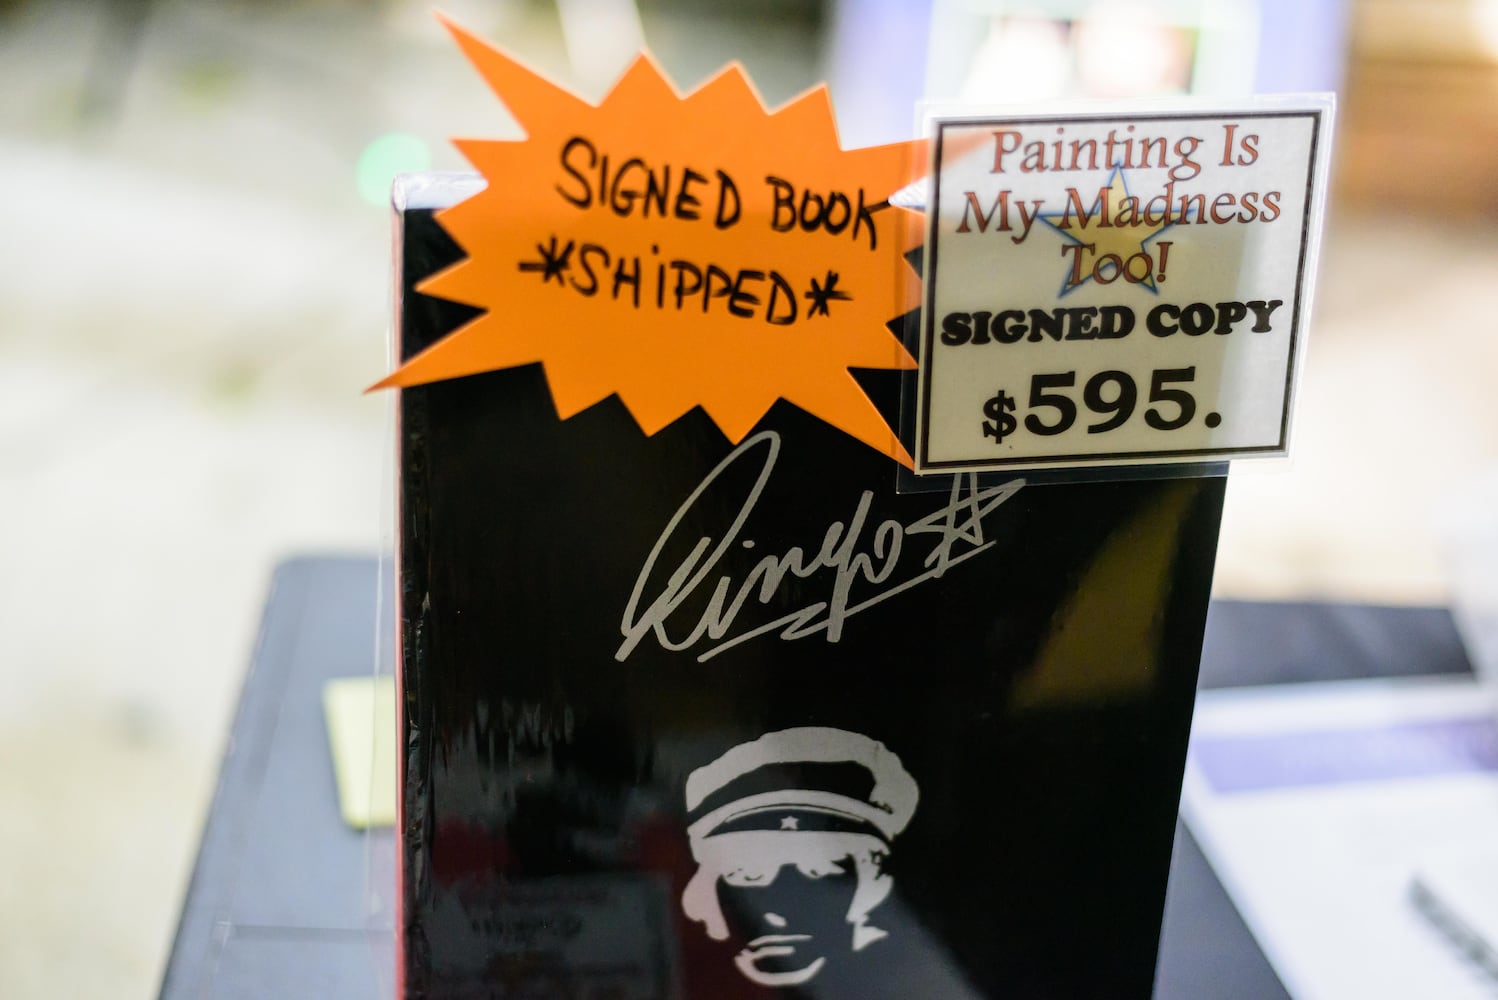 SIGNED BOOK
*SHiPPED*
Painting Is
My Madness
Too!
SIGNED COPY
$595.
Ringo